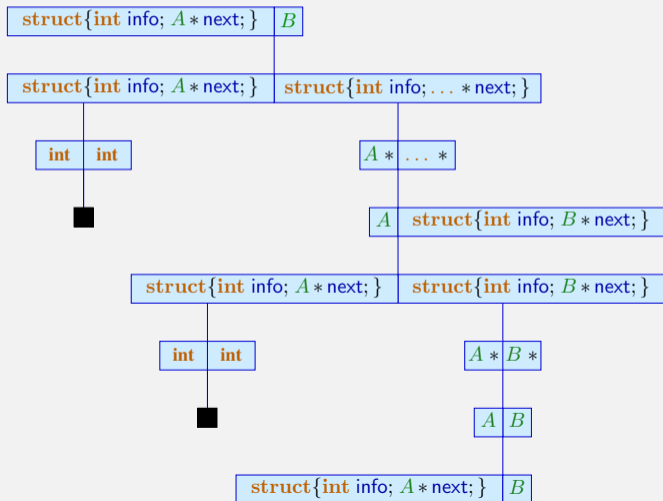 struct{int info; A * next; } B
struct{int info; A * next; } struct{int info; . . . * next; }
int int A * . . . *
A struct{int info; B * next; }
struct{int info; A * next; } struct{int info; B * next; }
int int A * B *
A B
struct{int info; A * next; } B